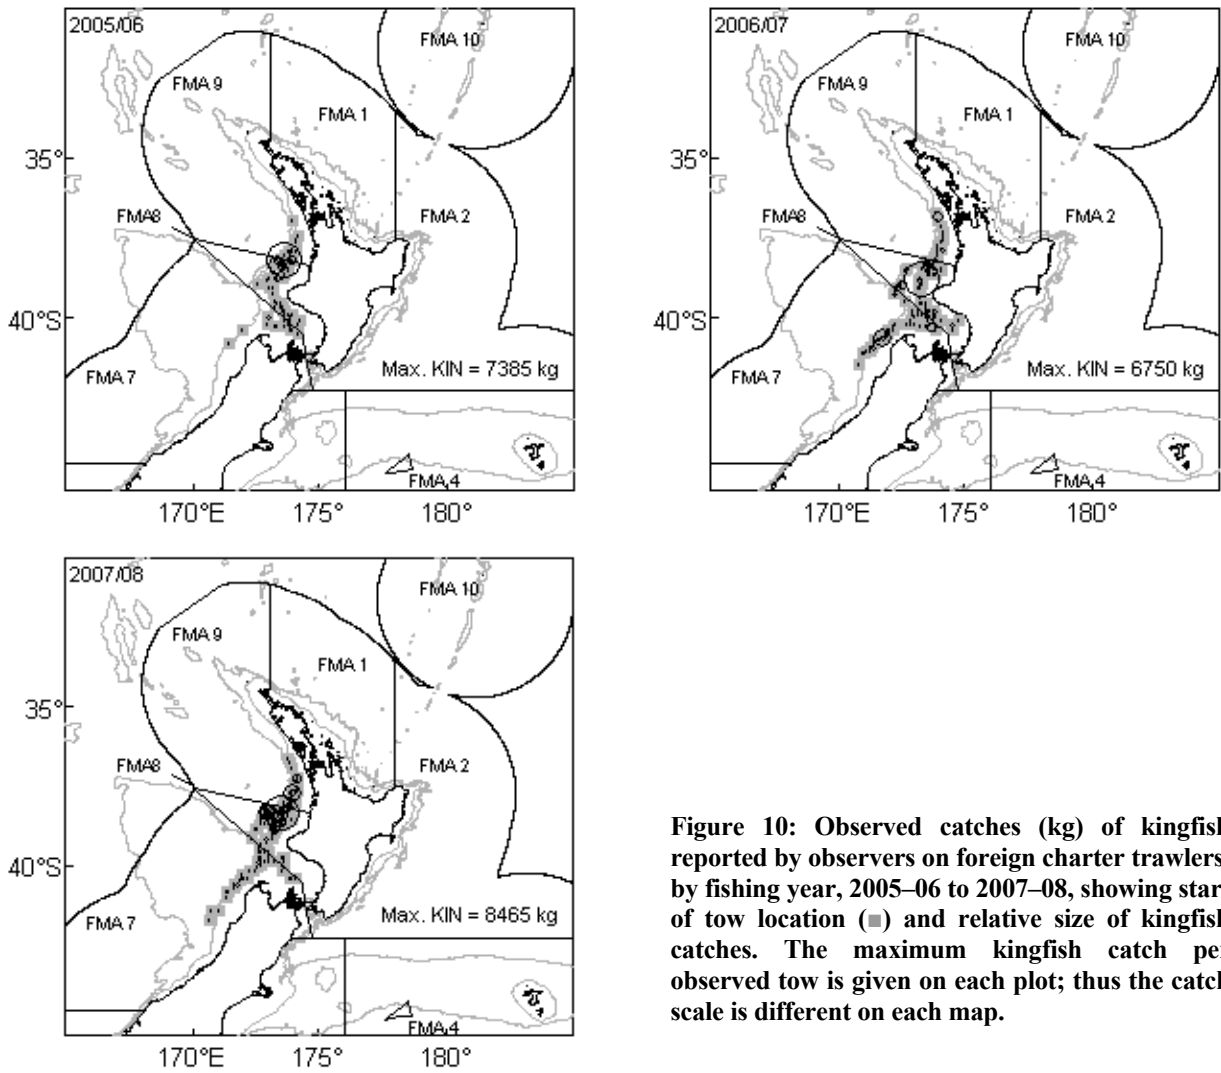 2005/06
FMA 10
FMA 9
FMA 1
35°
FMA8
FMA 2
40°S
Max. KIN = 7385 kg
FMA 7
FMA 4
170°E 175° 180°
2006/07
FMA 10
FMA 9
FMA 1
35°
FMA8
FMA 2
40°S
Max. KIN = 6750 kg
FMA 7
FMA 4
170°E 175° 180°
2007/08
FMA 10
FMA 9
FMA 1
35°
FMA8
FMA 2
40°S
Max. KIN = 8465 kg
FMA 7
FMA 4
170°E 175° 180°
Figure 10: Observed catches (kg) of kingfish
reported by observers on foreign charter trawlers
by fishing year, 2005–06 to 2007–08, showing star
of tow location (■) and relative size of kingfish
catches. The maximum kingfish catch per
observed tow is given on each plot; thus the catch
scale is different on each map.